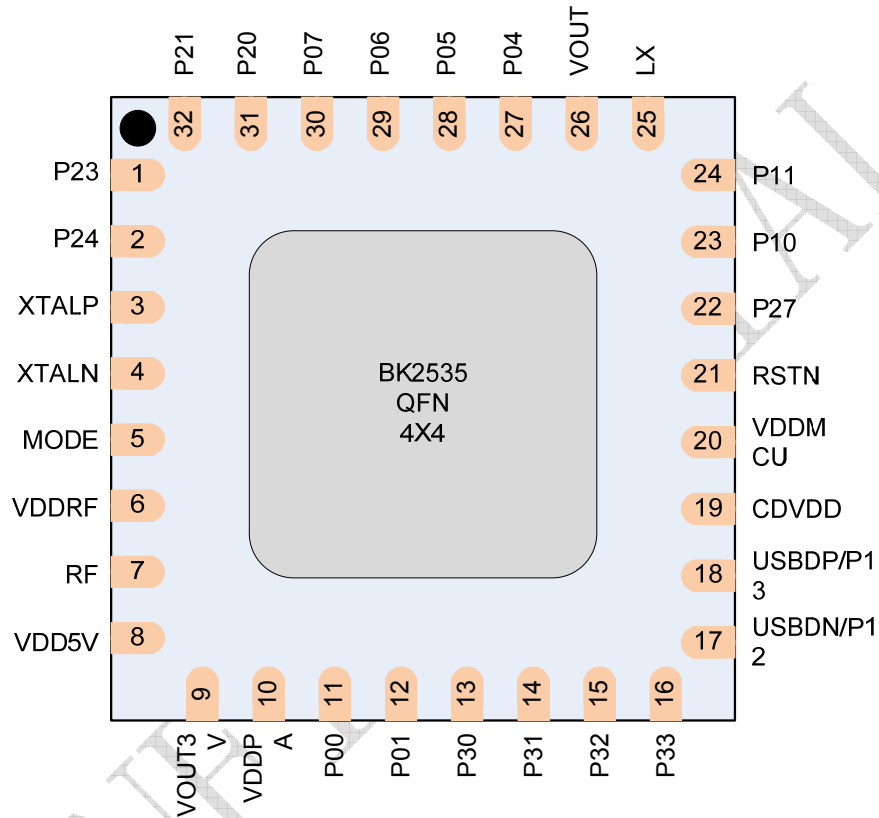 P21
P20
P07
P06
P05
P04
VOUT
LX
32
31
30
29
28
27
26
25
P23 1
P24 2
XTALP 3
XTALN 4
MODE 5
VDDRF 6
RF 7
VDD5V 8
24 P11
23 P10
22 P27
21 RSTN
20 VDDM
CU
19 CDVDD
18 USBDP/P1
3
17 USBDN/P1
2
BK2535
QFN
4X4
9
10
11
12
13
14
15
16
VOUT3
V
VDDP
A
P00
P01
P30
P31
P32
P33